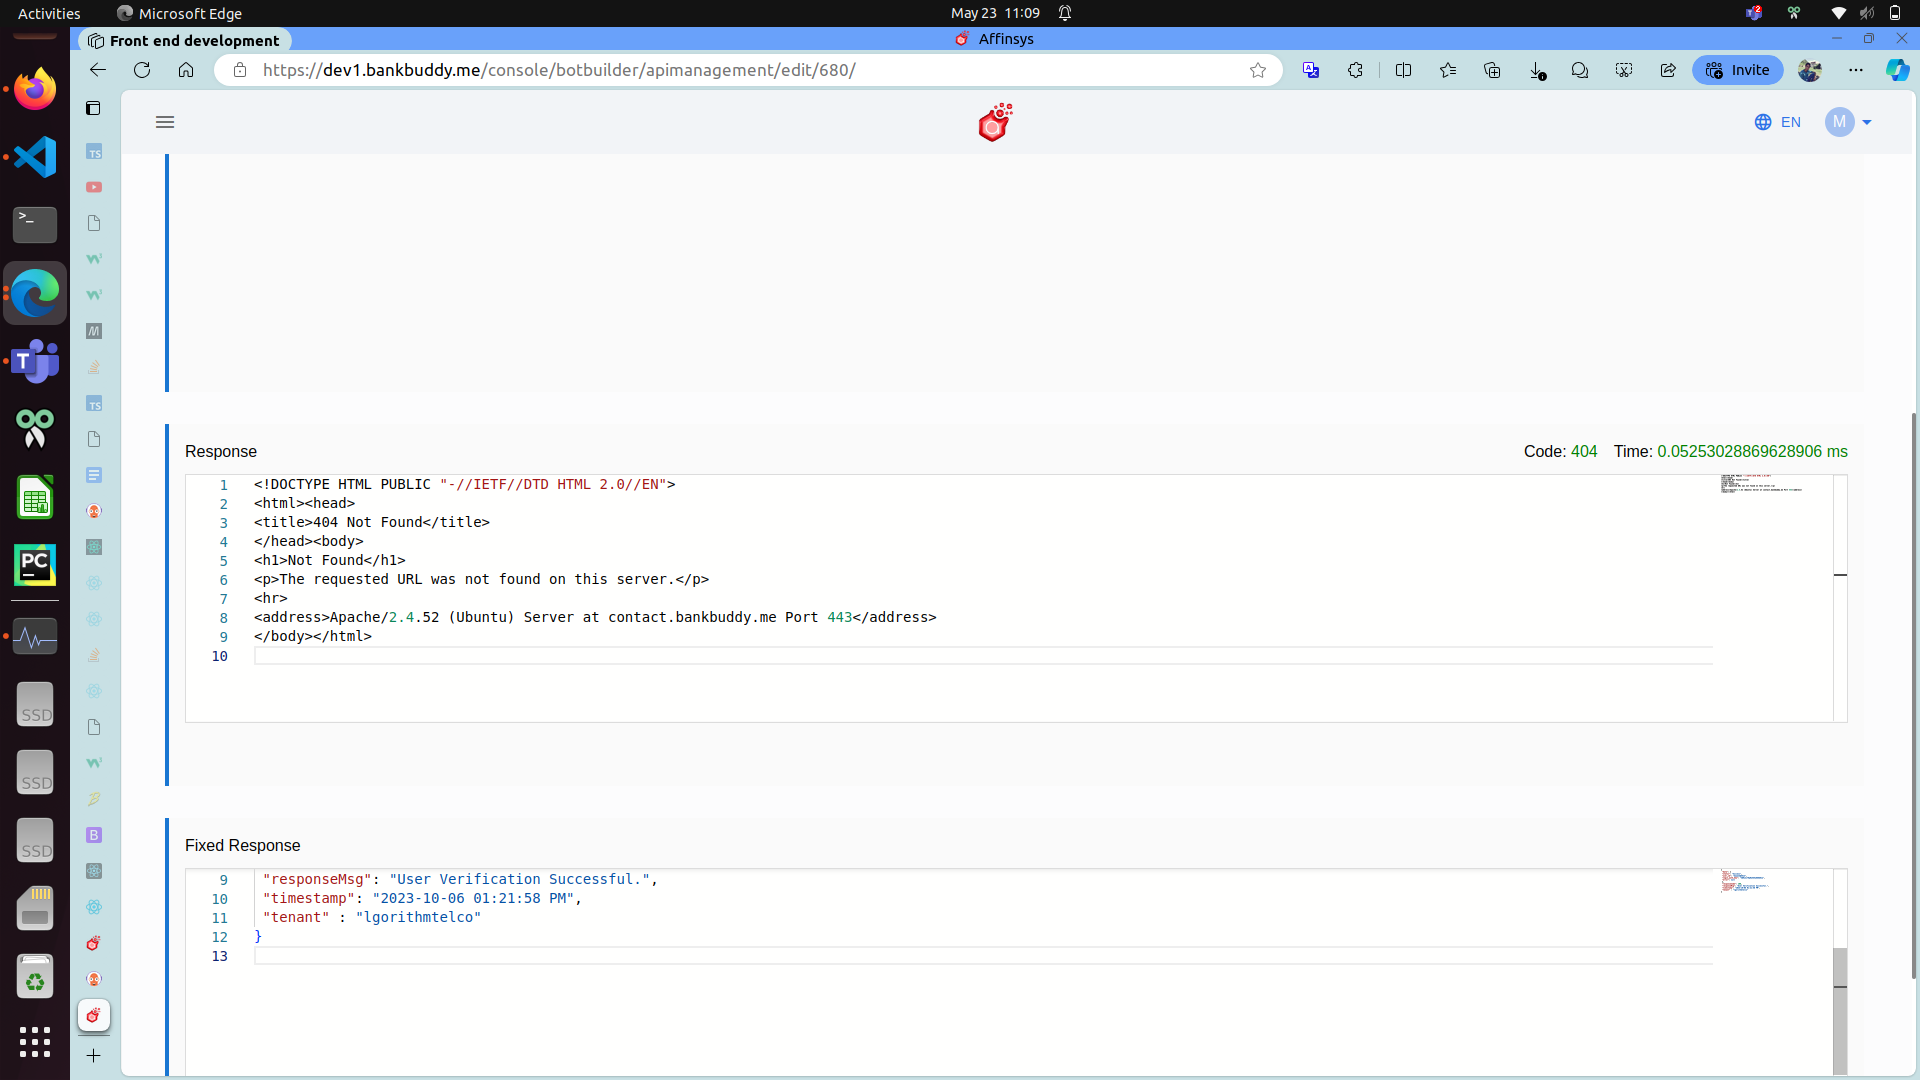 Activities
Microsoft Edge
May 23 11:09
2
Front end development
Affinsys
https://dev1.bankbuddy.me/console/botbuilder/apimanagement/edit/680/
Invite
EN
M
Response
Code: 404 Time: 0.05253028869628906 ms
1 <!DOCTYPE HTML PUBLIC "-//IETF//DTD HTML 2.0//EN">
2 <html><head>
3 <title>404 Not Found</title>
4 </head><body>
5 <h1>Not Found</h1>
6 <p>The requested URL was not found on this server.</p>
7 <hr>
8 <address>Apache/2.4.52 (Ubuntu) Server at contact.bankbuddy.me Port 443</address>
9 </body></html>
10
Fixed Response
9 "responseMsg": "User Verification Successful.",
10 "timestamp": "2023-10-06 01:21:58 PM",
11 "tenant" : "lgorithmtelco"
12 }
13
>_
T
PC
SSD
SSD
SSD
TS
TS
B